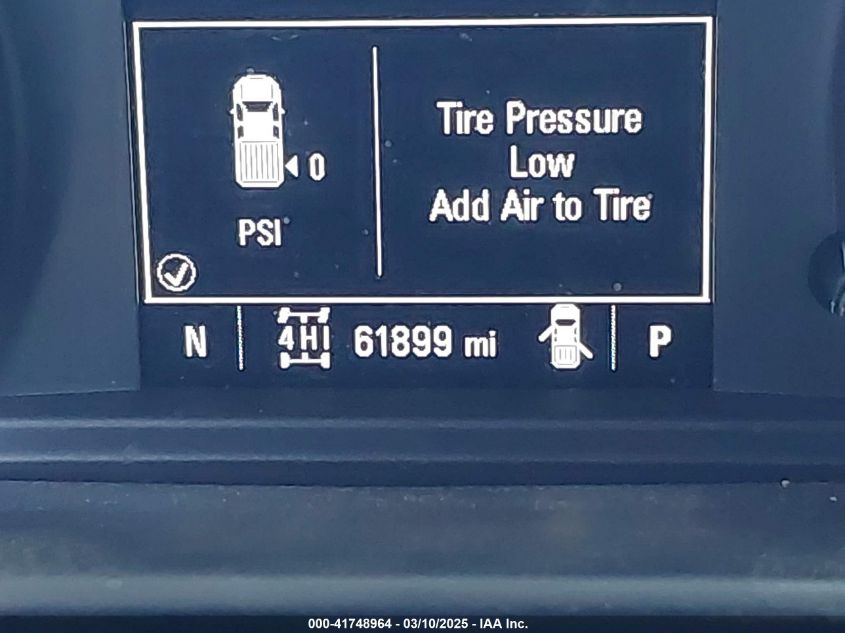 0
PSI
Tire Pressure
Low
Add Air to Tire
N 4HI 61899 mi P
000-41748964 - 03/10/2025 - IAA Inc.